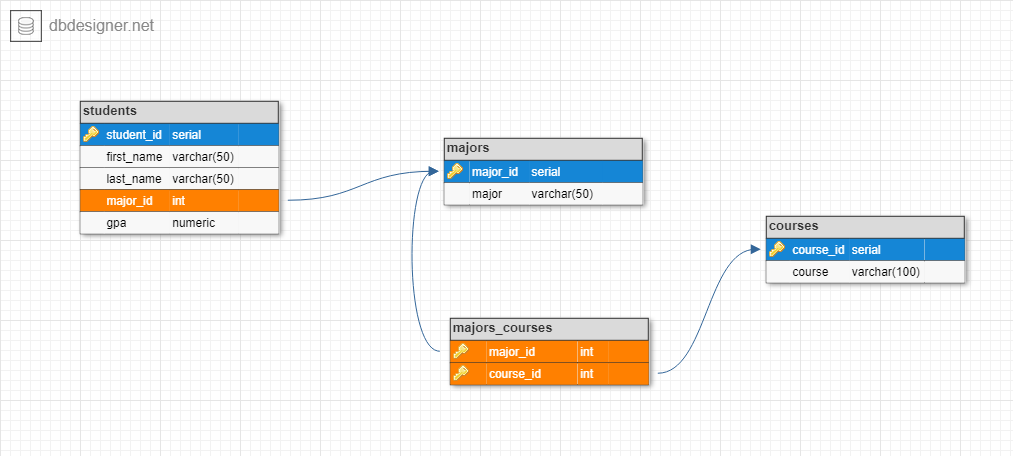 dbdesigner.net
students
student_id serial
first_name varchar(50)
last_name varchar(50)
major_id int
gpa numeric
majors
major_id serial
major varchar(50)
courses
course_id serial
course varchar(100)
majors_courses
major_id int
course_id int